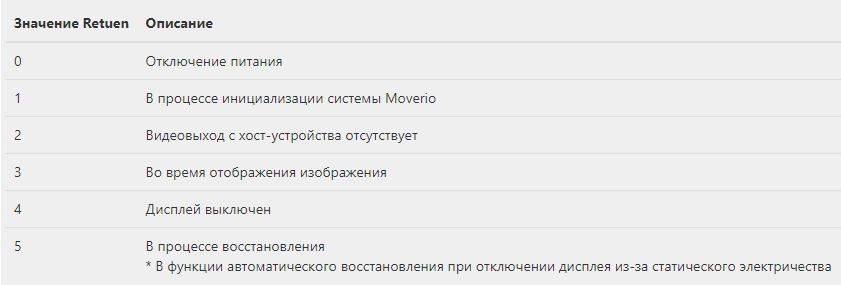 Значение Retuen Описание
0 Отключение питания
1 В процессе инициализации системы Moverio
2 Видеовыход с хост-устройства отсутствует
3 Во время отображения изображения
4 Дисплей выключен
5 В процессе восстановления
* В функции автоматического восстановления при отключении дисплея из-за статического электричества